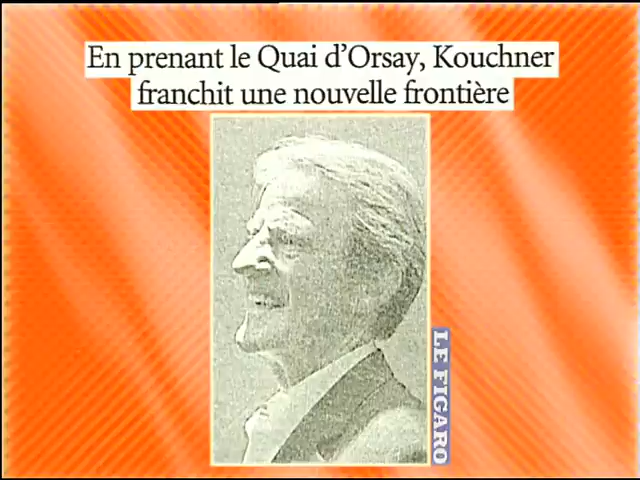 En prenant le Quai d'Orsay, Kouchner
franchit une nouvelle frontière
LE FIGARO